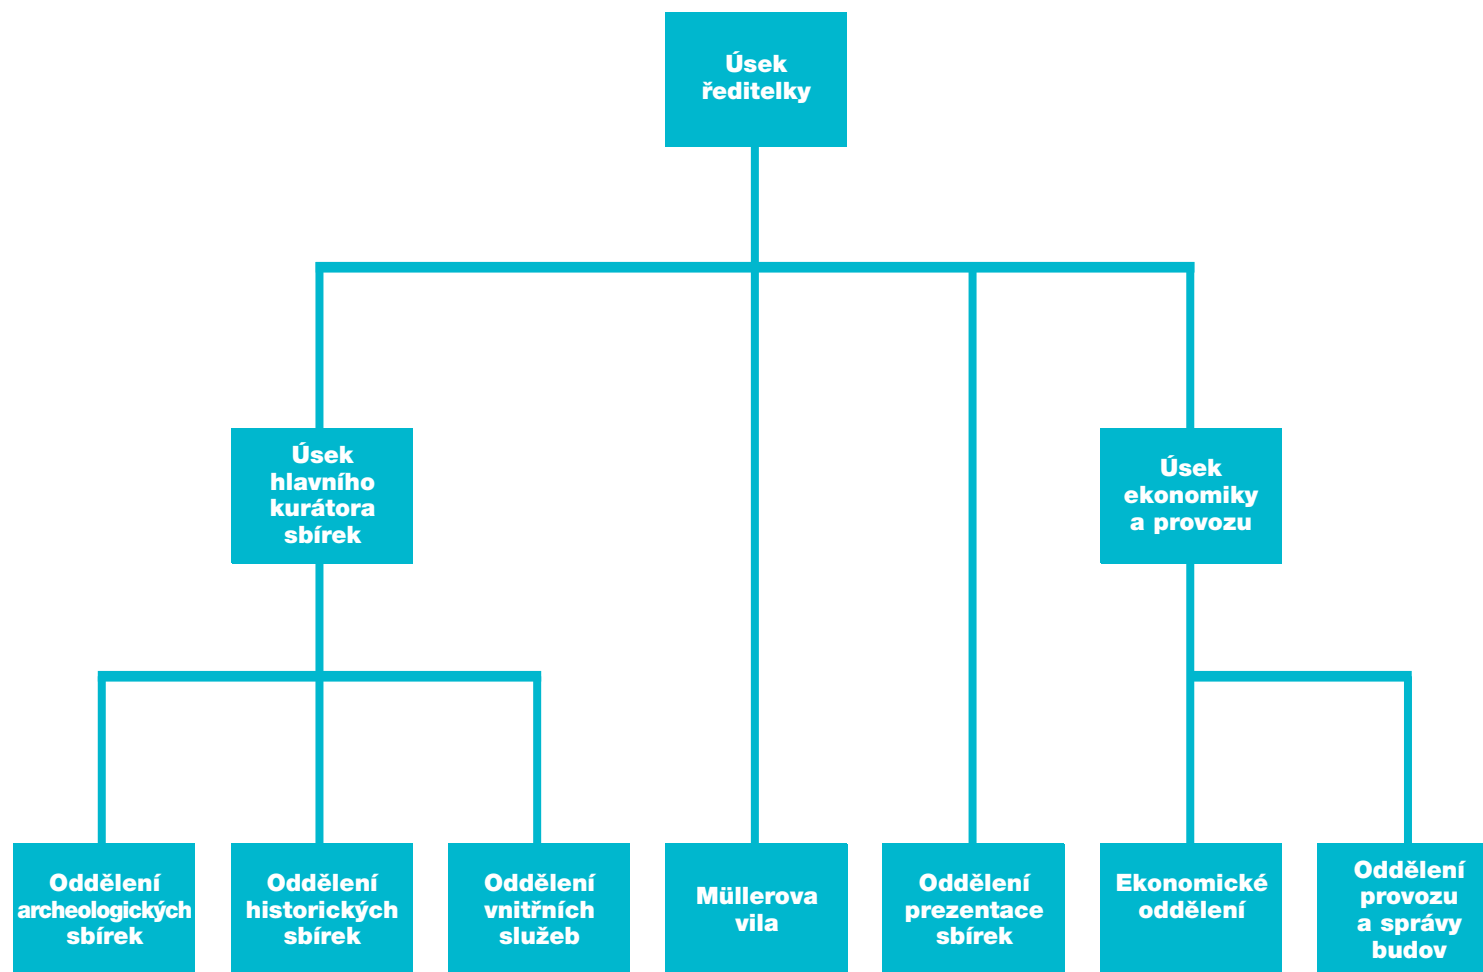 Úsek
ředitelky
Úsek
hlavního
kurátora
sbírek
Úsek
ekonomiky
a provozu
Oddělení
archeologických
sbírek
Oddělení
historických
sbírek
Oddělení
vnitřních
služeb
Müllerova
vila
Oddělení
prezentace
sbírek
Ekonomické
oddělení
Oddělení
provozu
a správy
budov